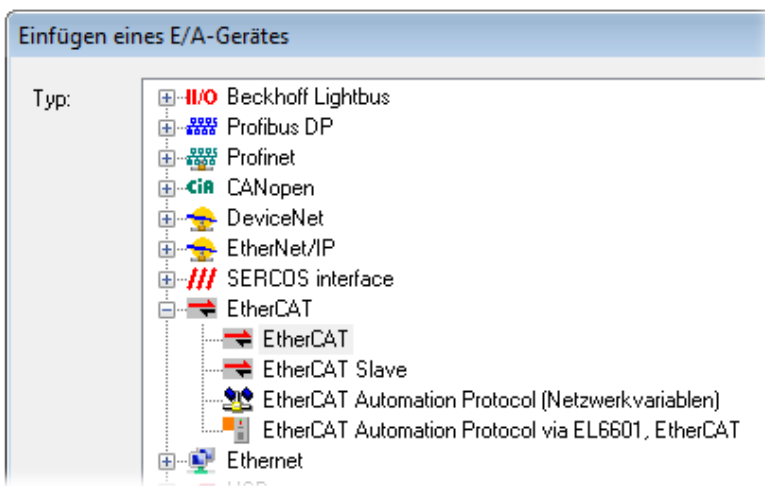 Einfügen eines E/A-Gerätes
Typ:
II/O Beckhoff Lightbus
Profibus DP
Profinet
CiA CANopen
DeviceNet
EtherNet/IP
SERCOS interface
EtherCAT
EtherCAT
EtherCAT Slave
EtherCAT Automation Protocol (Netzwerkvariablen)
EtherCAT Automation Protocol via EL6601, EtherCAT
Ethernet